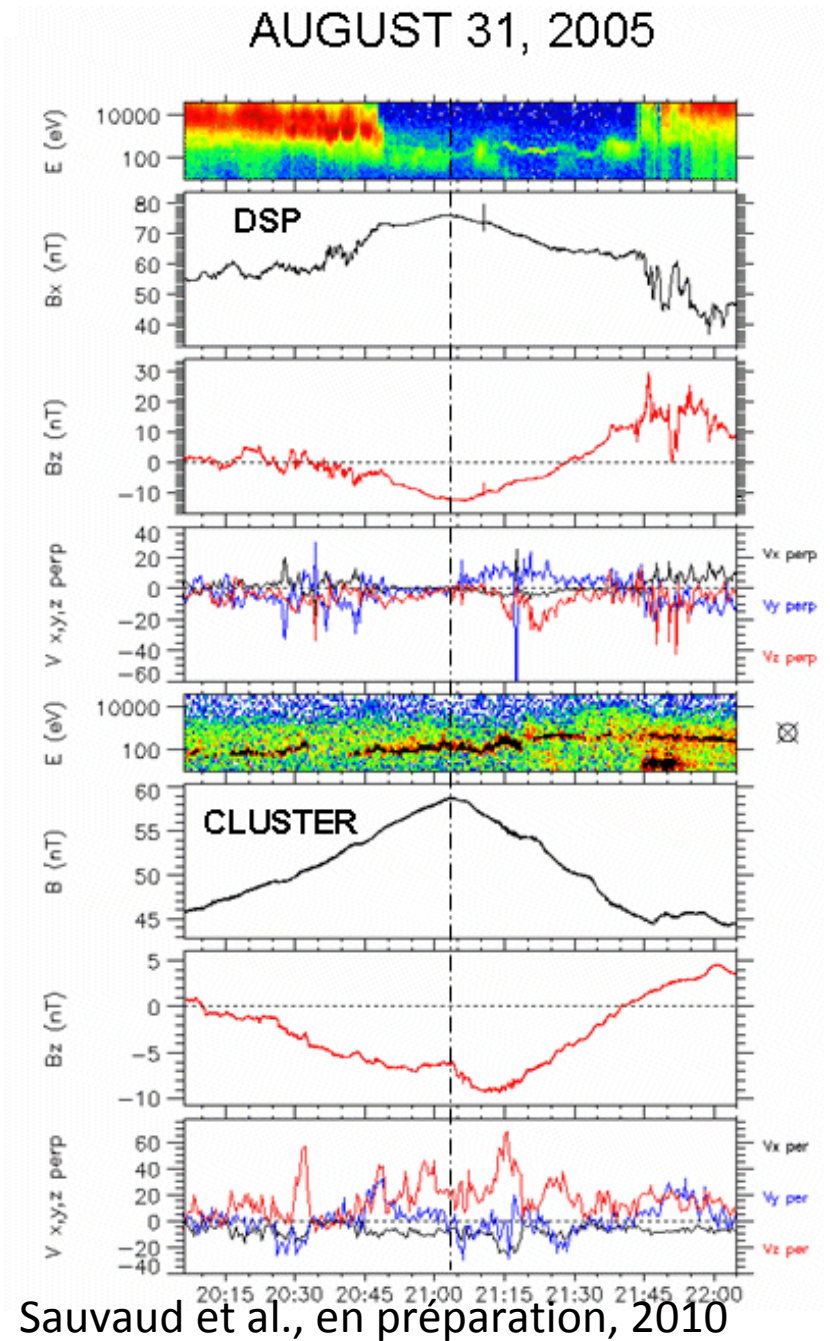 AUGUST 31, 2005
10000
100
E (eV)
80
70
60
50
40
Bx (nT)
DSP
30
20
10
0
−10
Bz (nT)
40
20
0
−20
−40
−60
V x,y,z perp
Vx perp
Vy perp
Vz perp
10000
100
E (eV)
60
55
50
45
B (nT)
CLUSTER
5
0
−5
−10
Bz (nT)
60
40
20
0
−20
−40
V x,y,z perp
Vx per
Vy per
Vz per
20:15 20:30 20:45 21:00 21:15 21:30 21:45 22:00
Sauvaud et al., en préparation, 2010